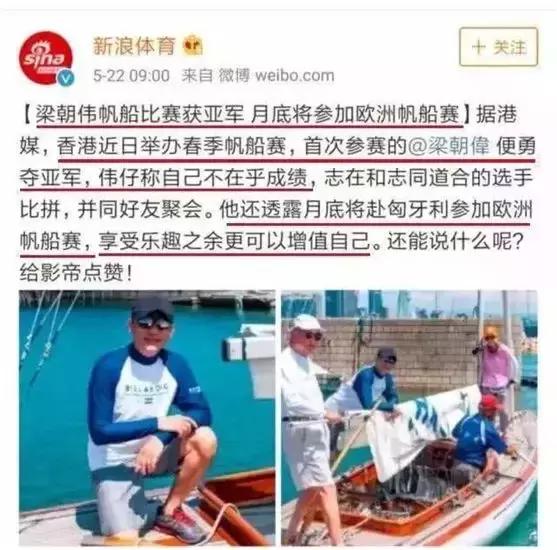 sina
新浪体育
+ 关注
5-22 09:00 来自 微博 weibo.com
【梁朝伟帆船比赛获亚军 月底将参加欧洲帆船赛】据港
媒，香港近日举办春季帆船赛，首次参赛的@梁朝偉 便勇
夺亚军，伟仔称自己不在乎成绩，志在和志同道合的选手
比拼，并同好友聚会。他还透露月底将赴匈牙利参加欧洲
帆船赛，享受乐趣之余更可以增值自己。还能说什么呢？
给影帝点赞！
BILLABONG